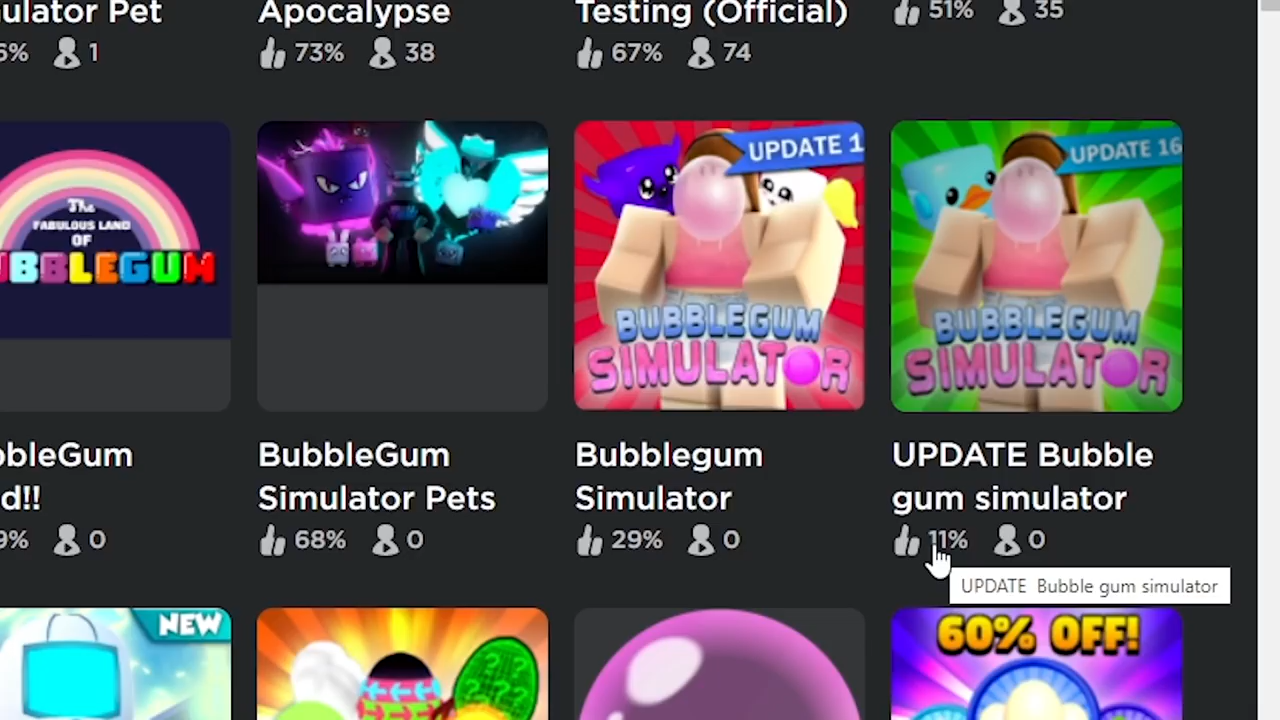 ulator Pet
Apocalypse
Testing (Official)
51%
35
6%
1
73%
38
67%
74
The
FABULOUS LAND
OF
BBLEGUM
UPDATE 1
BUBBLEGUM
SIMULATOR
UPDATE 16
BUBBLEGUM
SIMULATOR
bbleGum
d!!
9%
0
BubbleGum
Simulator Pets
68%
0
Bubblegum
Simulator
29%
0
UPDATE Bubble
gum simulator
11%
0
UPDATE Bubble gum simulator
NEW
60% OFF!